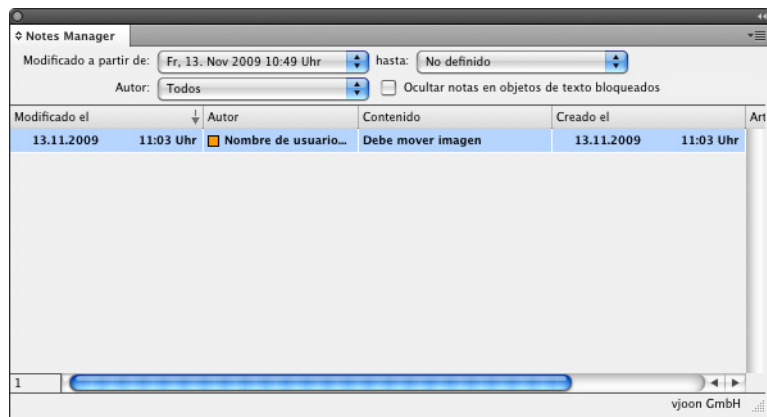 Notes Manager
Modificado a partir de: Fr, 13. Nov 2009 10:49 Uhr hasta: No definido
Autor: Todos Ocultar notas en objetos de texto bloqueados
Modificado el Autor Contenido Creado el Art
13.11.2009 11:03 Uhr Nombre de usuario... Debe mover imagen 13.11.2009 11:03 Uhr
1
vjoon GmbH